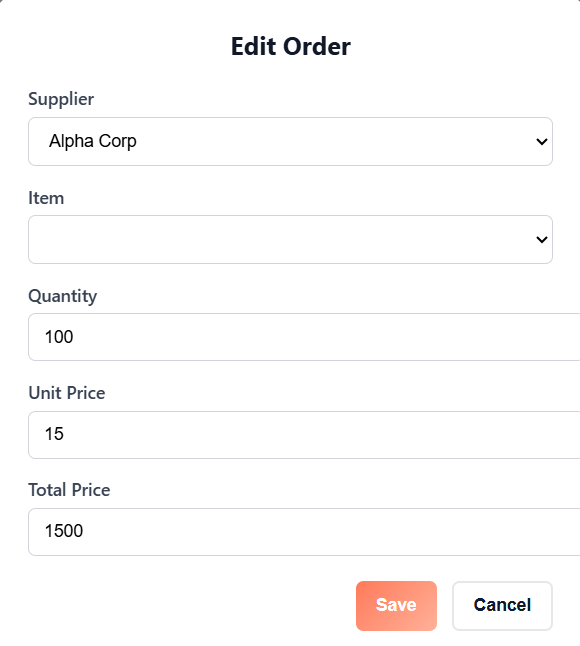 Edit Order
Supplier
Alpha Corp
Item
Quantity
100
Unit Price
15
Total Price
1500
Save Cancel